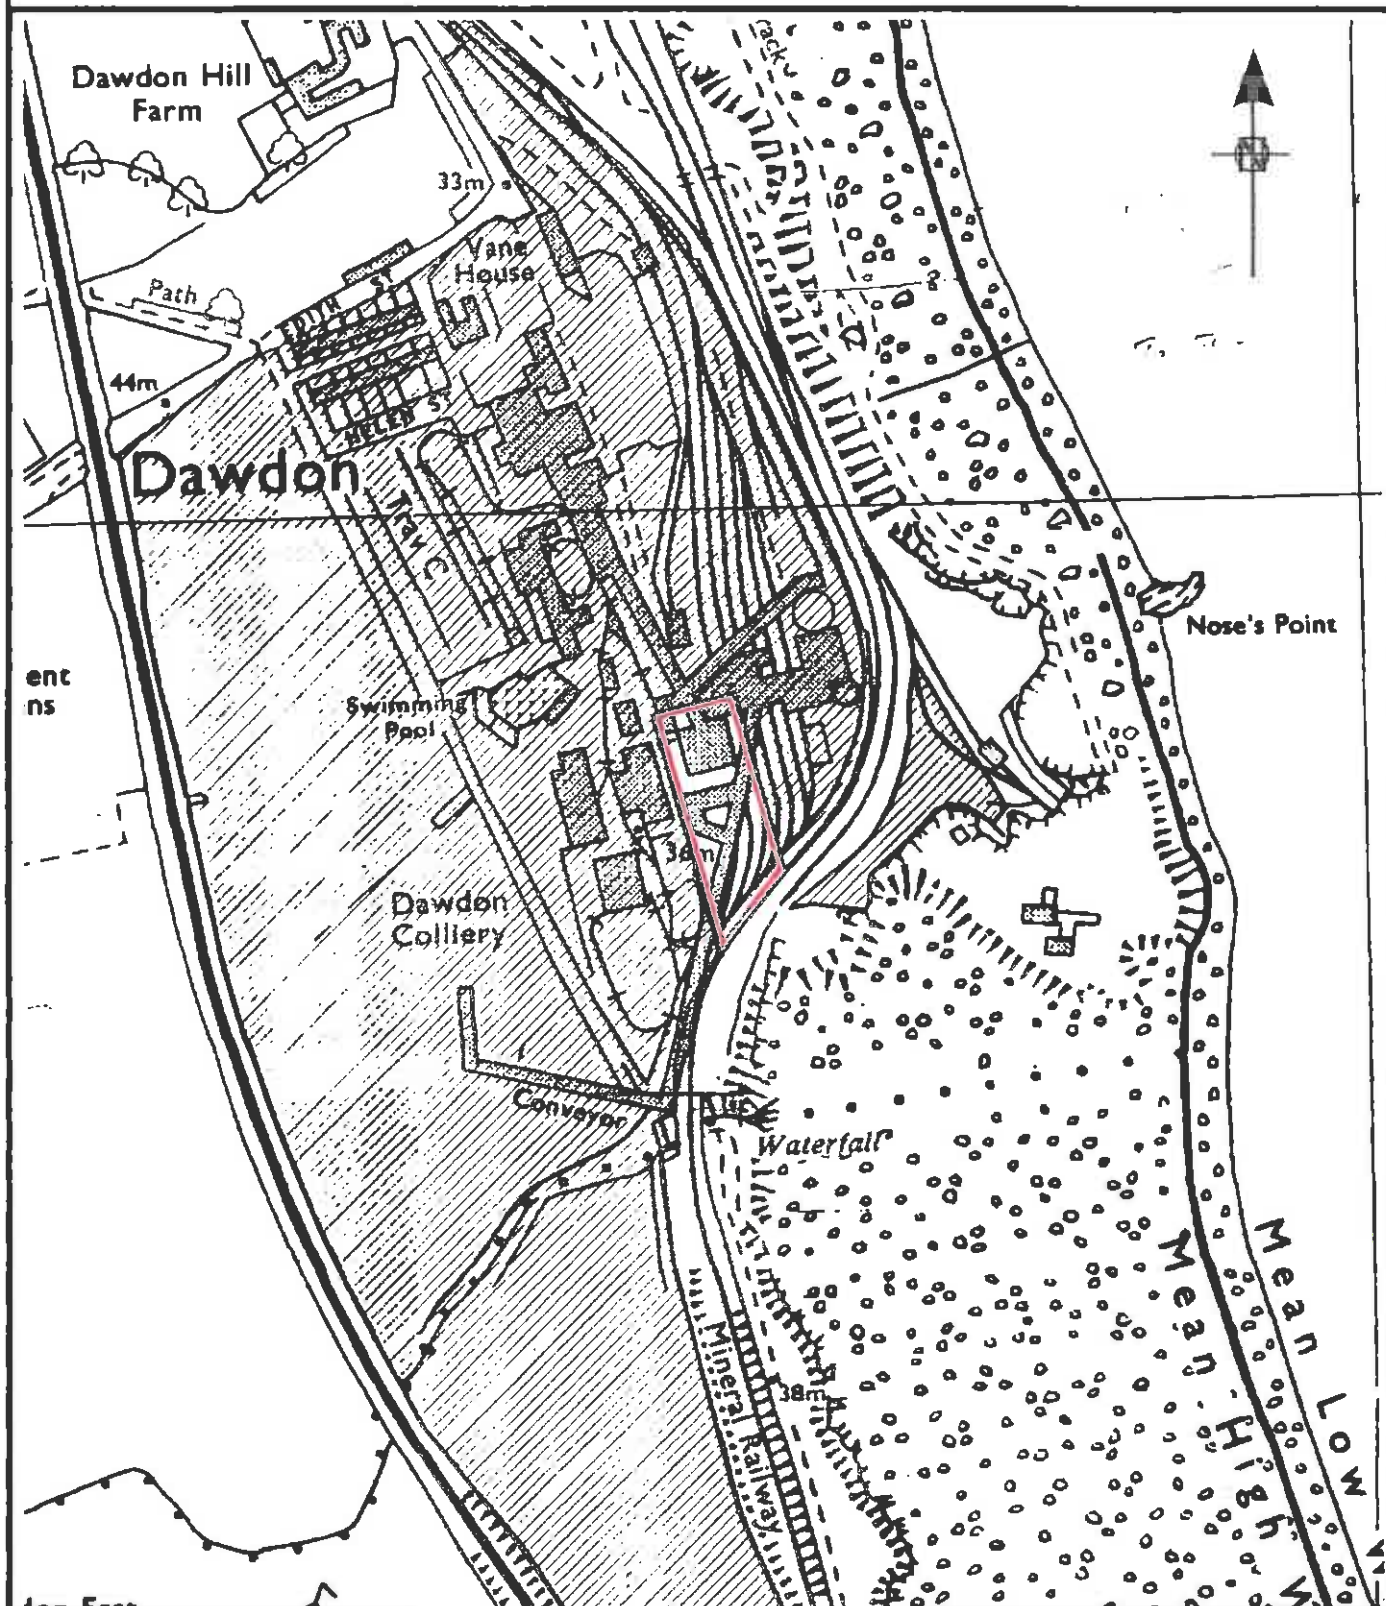 Track
Dawdon Hill
Farm
33m
Vane
House
Path
EDITH ST
44m
HELEN ST
Dawdon
Nose's Point
ent
ns
Swimming
Pool
36m
Dawdon
Colliery
Conveyor
Waterfall
Mean High W
Mean Low W
Mineral Railway
38m